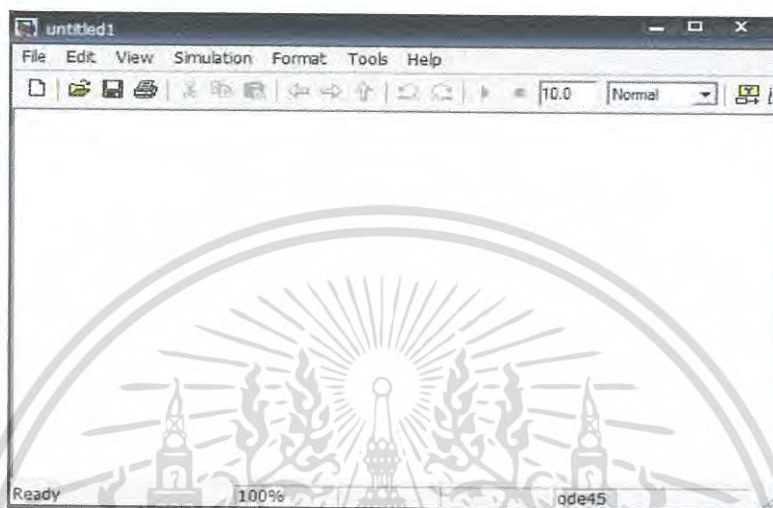 untitled1
File Edit View Simulation Format Tools Help
10.0 Normal
Ready 100% ode45